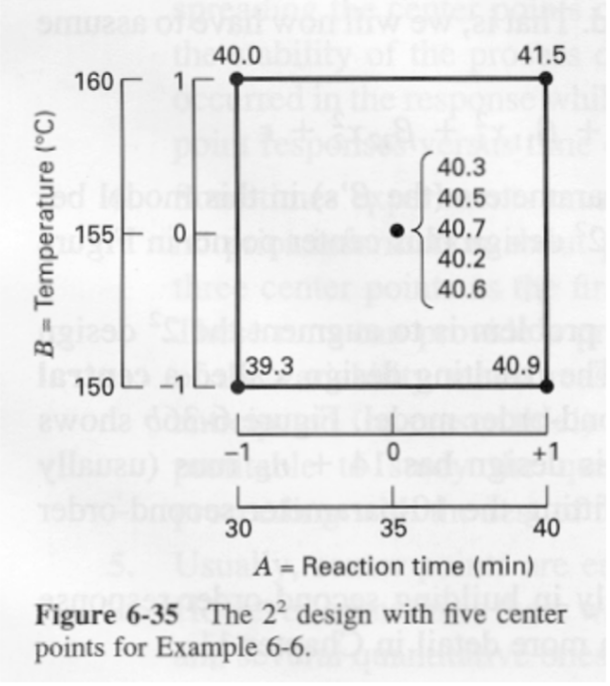 40.0 41.5
160 1
40.3
40.5
155 0 40.7
40.2
40.6
39.3 40.9
150 -1
B = Temperature (°C)
-1 0 +1
30 35 40
A = Reaction time (min)
Figure 6-35 The 2² design with five center
points for Example 6-6.